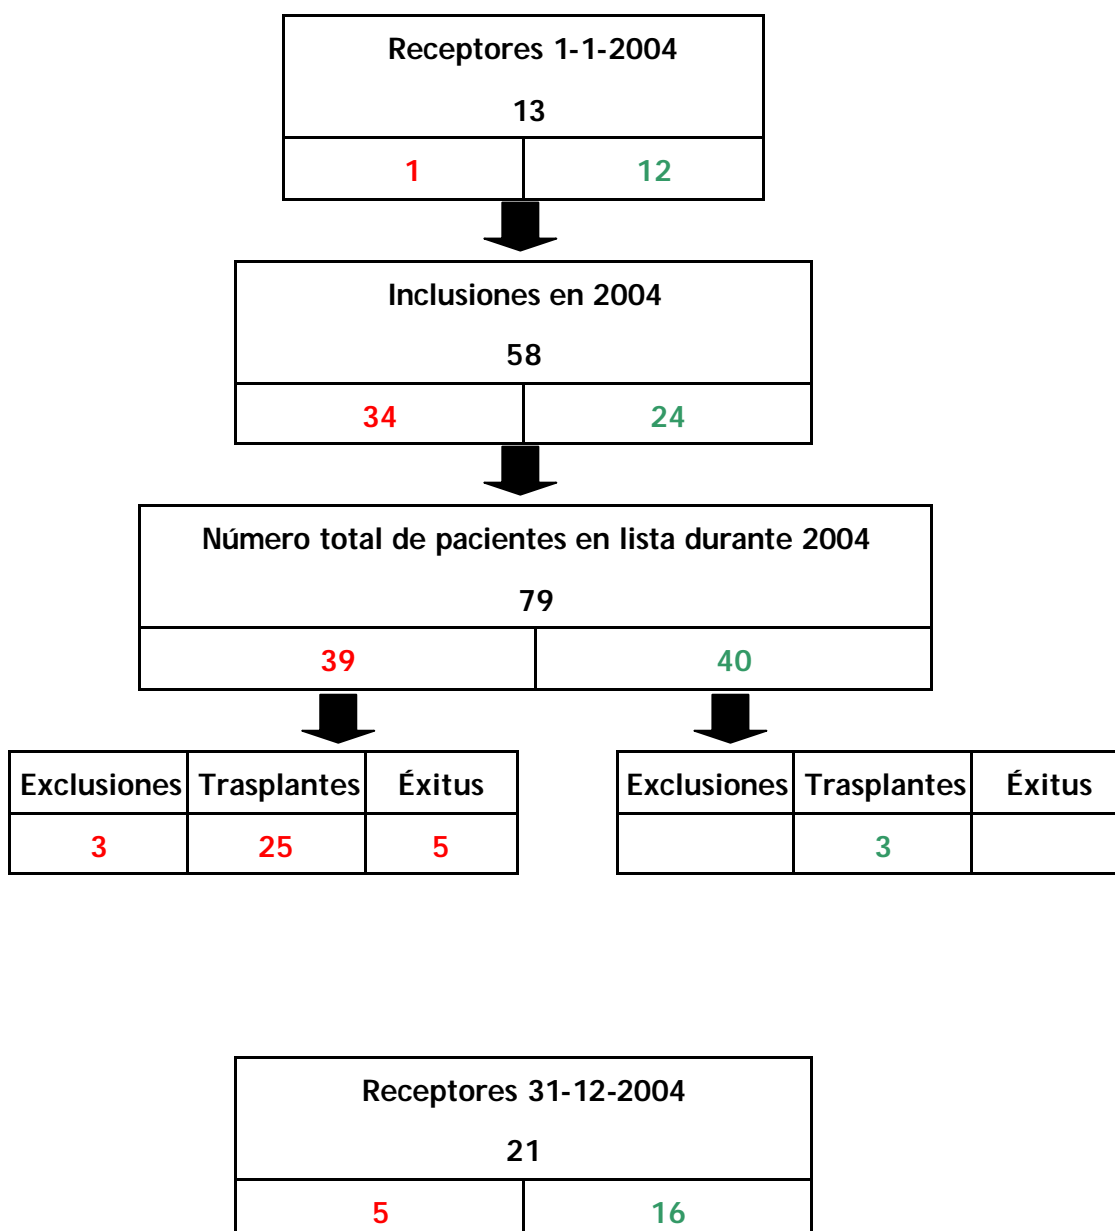 Receptores 1-1-2004
13
1 12
Inclusiones en 2004
58
34 24
Número total de pacientes en lista durante 2004
79
39 40
Exclusiones Trasplantes Éxitus
3 25 5
Exclusiones Trasplantes Éxitus
3
Receptores 31-12-2004
21
5 16